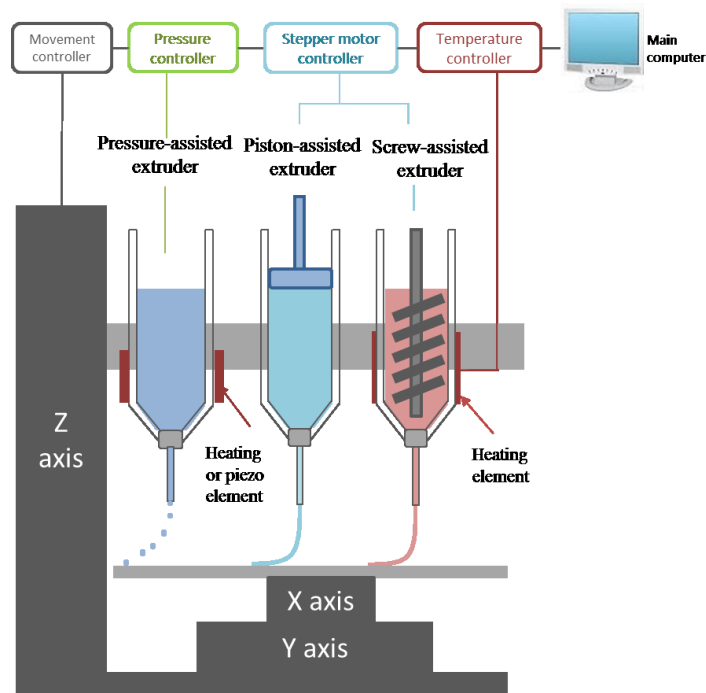 Movement
controller
Pressure
controller
Stepper motor
controller
Temperature
controller
Main
computer
Pressure-assisted
extruder
Piston-assisted
extruder
Screw-assisted
extruder
Z
axis
Heating
or piezo
element
Heating
element
X axis
Y axis